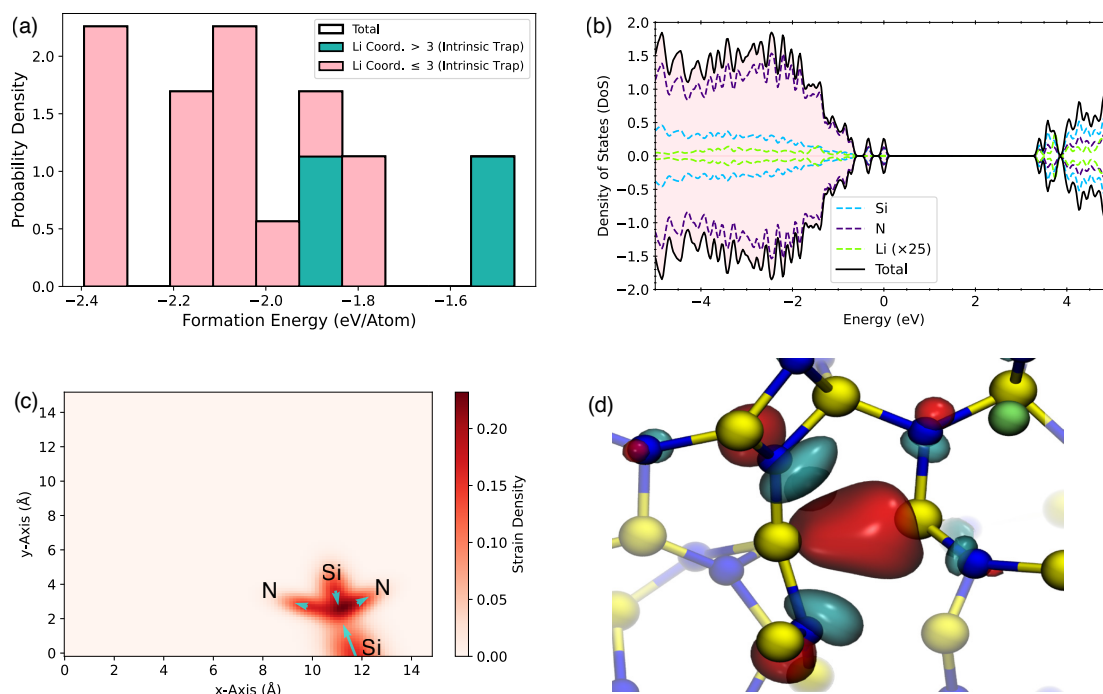 (a)
Total
Li Coord. > 3 (Intrinsic Trap)
Li Coord. ≤ 3 (Intrinsic Trap)
Probability Density
2.0
1.5
1.0
0.5
0.0
−2.4 −2.2 −2.0 −1.8 −1.6
Formation Energy (eV/Atom)
(b)
Density of States (DoS)
2.0
1.5
1.0
0.5
0.0
−0.5
−1.0
−1.5
−2.0
Si
N
Li (×25)
Total
−4 −2 0 2 4
Energy (eV)
(c)
y-Axis (Å)
14
12
10
8
6
4
2
0
N Si N
Si
0 2 4 6 8 10 12 14
x-Axis (Å)
0.20
0.15
0.10
0.05
0.00
Strain Density
(d)